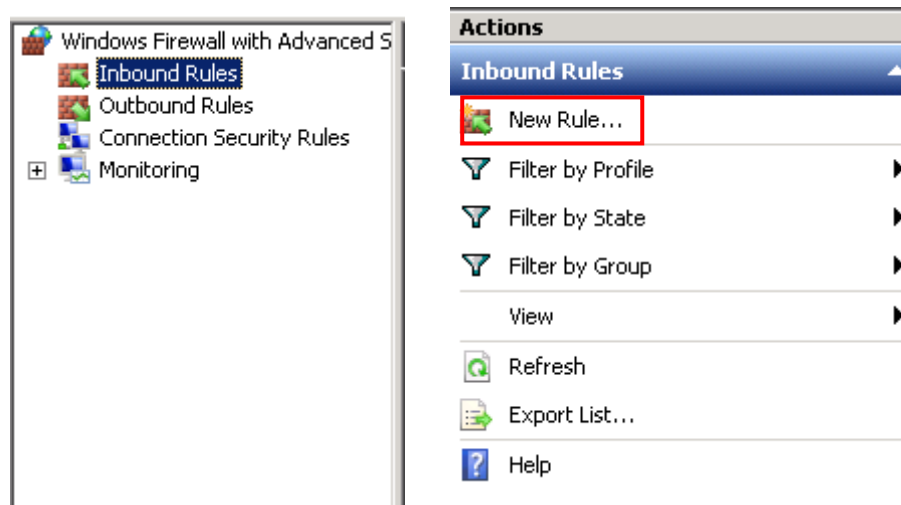 Windows Firewall with Advanced S
Inbound Rules
Outbound Rules
Connection Security Rules
Monitoring
Actions
Inbound Rules
New Rule...
Filter by Profile
Filter by State
Filter by Group
View
Refresh
Export List...
Help